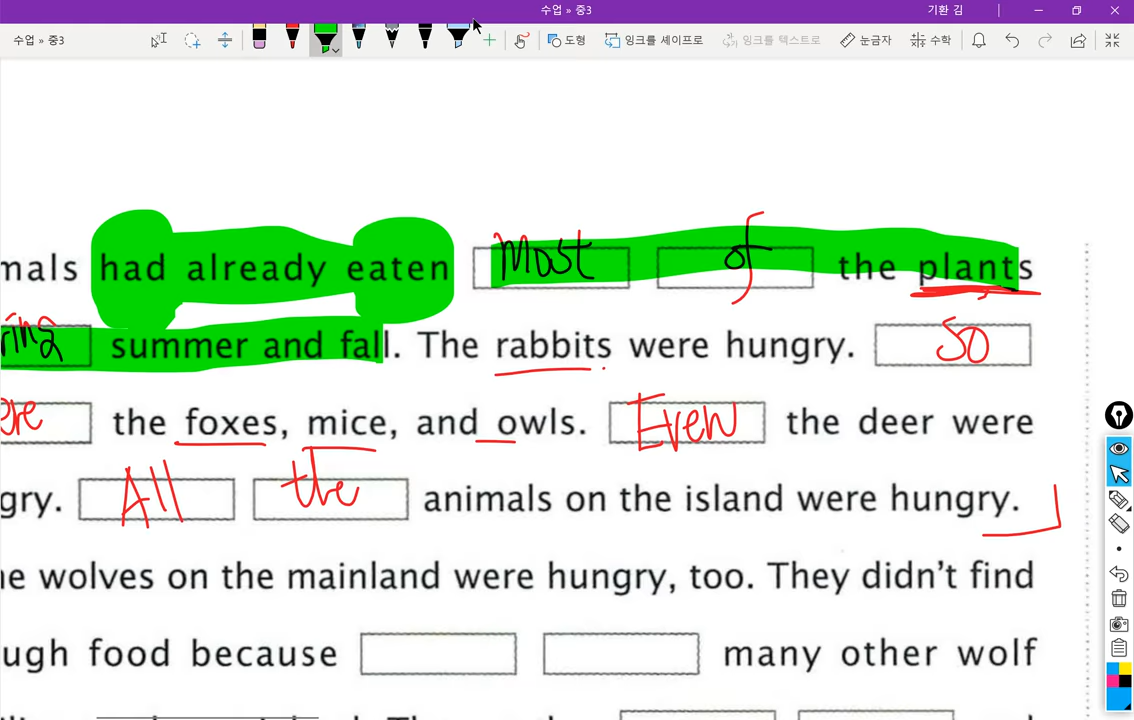 수업 » 중3
기환 김
수업 » 중3
도형 잉크를 셰이프로 잉크를 텍스트로 눈금자 수학
mals had already eaten Most of the plants
ring summer and fall. The rabbits were hungry. So
ere the foxes, mice, and owls. Even the deer were
gry. All the animals on the island were hungry.
ne wolves on the mainland were hungry, too. They didn't find
ugh food because many other wolf